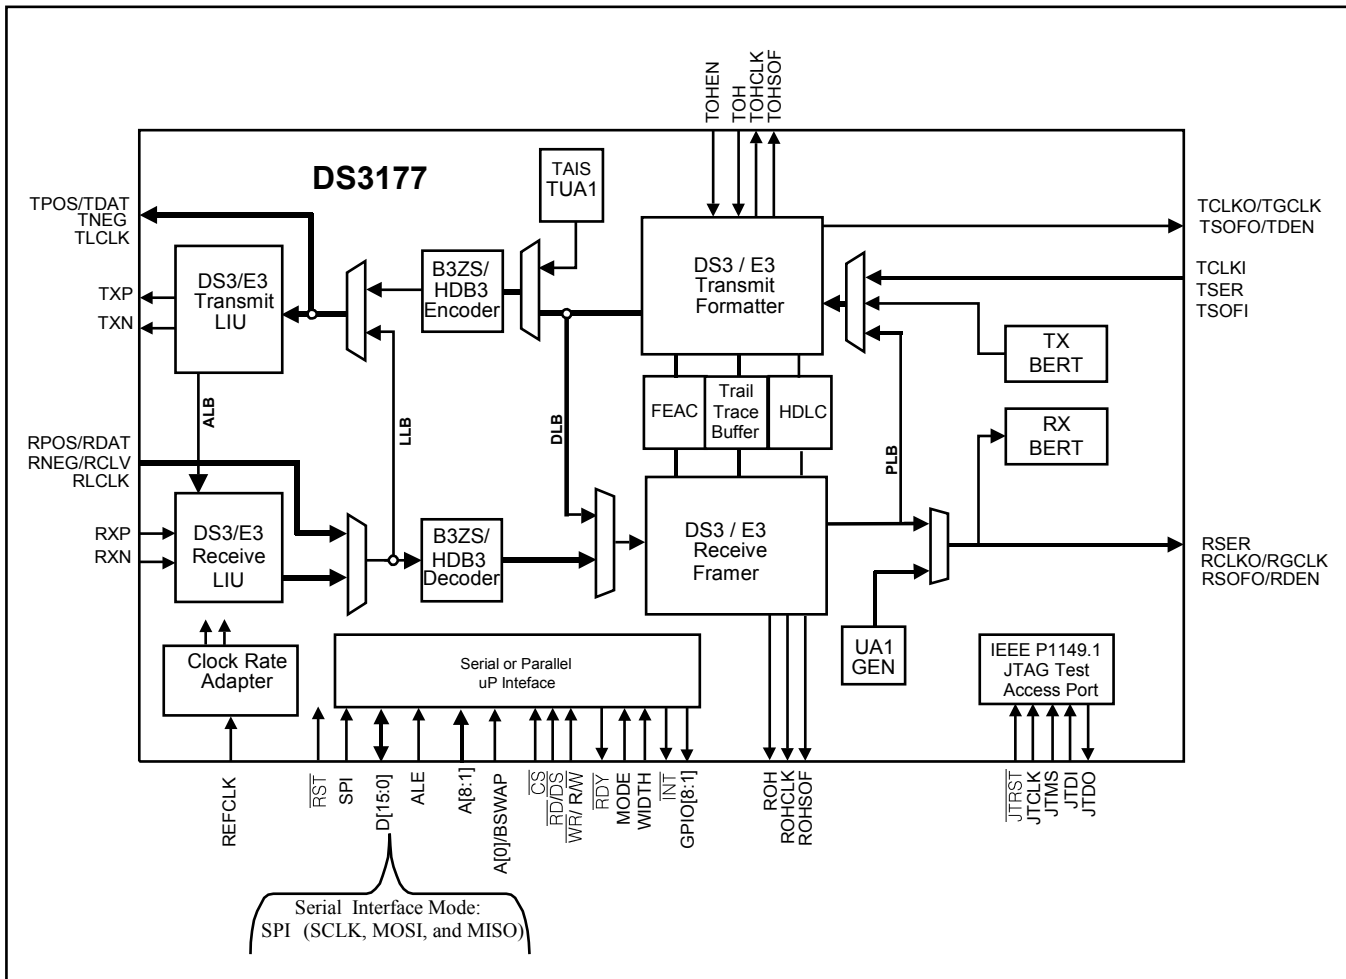 TOHEN
TOH
TOHCLK
TOHSOF
DS3177
TAIS
TUA1
TPOS/TDAT
TNEG
TLCLK
TCLKO/TGCLK
TSOFO/TDEN
DS3/E3
Transmit
LIU
B3ZS/
HDB3
Encoder
DS3 / E3
Transmit
Formatter
TCLKI
TSER
TSOFI
TXP
TXN
TX
BERT
ALB
LLB
DLB
FEAC
Trail
Trace
Buffer
HDLC
PLB
RX
BERT
RPOS/RDAT
RNEG/RCLV
RLCLK
RXP
RXN
DS3/E3
Receive
LIU
B3ZS/
HDB3
Decoder
DS3 / E3
Receive
Framer
RSER
RCLKO/RGCLK
RSOFO/RDEN
Clock Rate
Adapter
Serial or Parallel
uP Inteface
UA1
GEN
IEEE P1149.1
JTAG Test
Access Port
REFCLK
RST
SPI
D[15:0]
ALE
A[8:1]
A[0]/BSWAP
CS
RD/DS
WR/ R/W
RDY
MODE
WIDTH
INT
GPIO[8:1]
ROH
ROHCLK
ROHSOF
JTRST
JTCLK
JTMS
JTDI
JTDO
Serial Interface Mode:
SPI (SCLK, MOSI, and MISO)